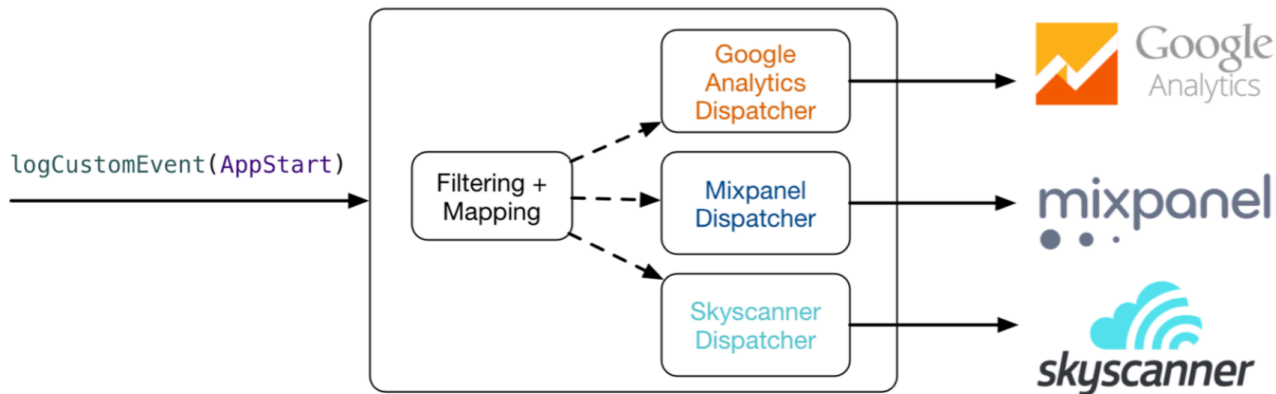 logCustomEvent(AppStart)
Filtering +
Mapping
Google
Analytics
Dispatcher
Mixpanel
Dispatcher
Skyscanner
Dispatcher
Google
Analytics
mixpanel
skyscanner